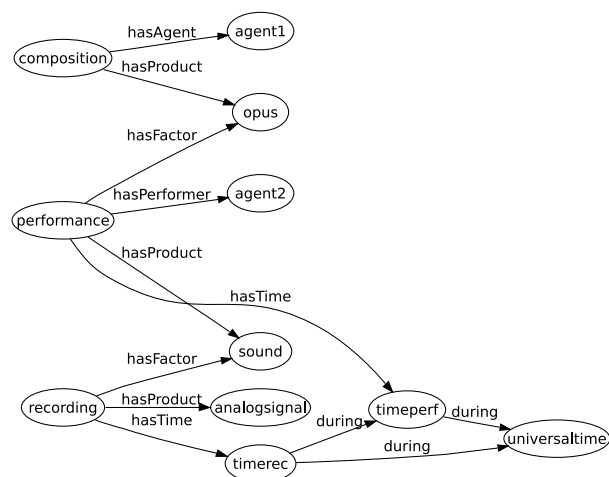 hasAgent
agent1
composition
hasProduct
opus
hasFactor
hasPerformer
agent2
performance
hasProduct
hasTime
sound
hasFactor
recording
hasProduct
analogsignal
timeperf
hasTime
during
during
during
universaltime
timerec